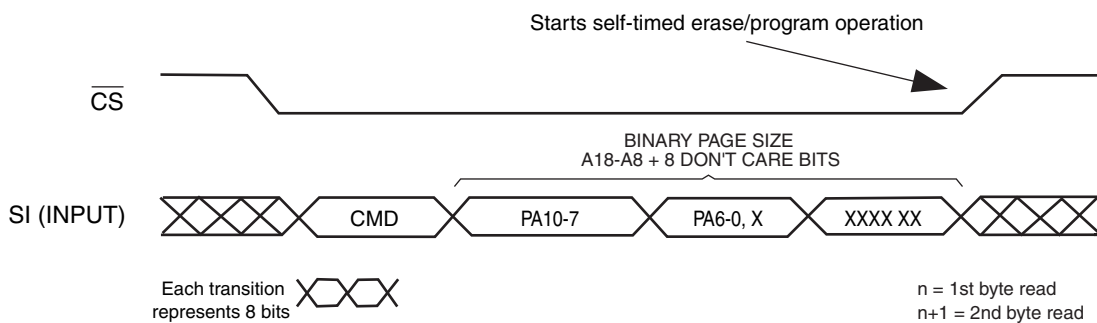 Starts self-timed erase/program operation
CS
BINARY PAGE SIZE
A18-A8 + 8 DON'T CARE BITS
SI (INPUT)
CMD
PA10-7
PA6-0, X
XXXX XX
Each transition
represents 8 bits
n = 1st byte read
n+1 = 2nd byte read